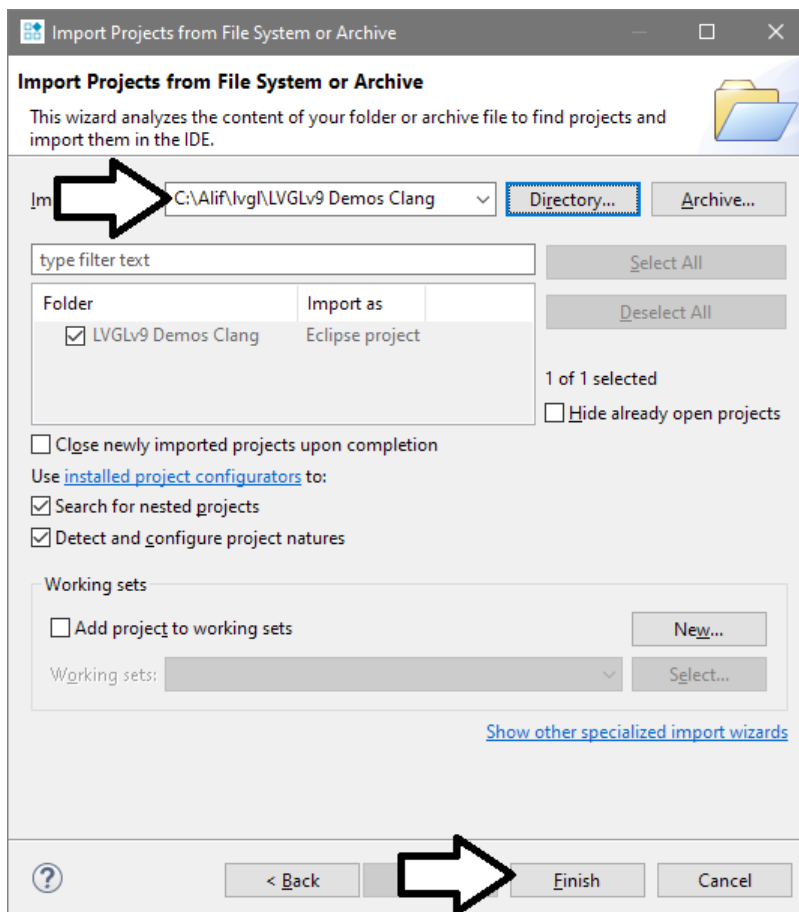 Import Projects from File System or Archive
Import Projects from File System or Archive
This wizard analyzes the content of your folder or archive file to find projects and
import them in the IDE.
C:\Alif\lvgl\LVGLv9 Demos Clang Directory... Archive...
type filter text Select All
Folder Import as Deselect All
LVGLv9 Demos Clang Eclipse project
1 of 1 selected
Hide already open projects
Close newly imported projects upon completion
Use installed project configurators to:
Search for nested projects
Detect and configure project natures
Working sets
Add project to working sets New...
Working sets: Select...
Show other specialized import wizards
? < Back Finish Cancel